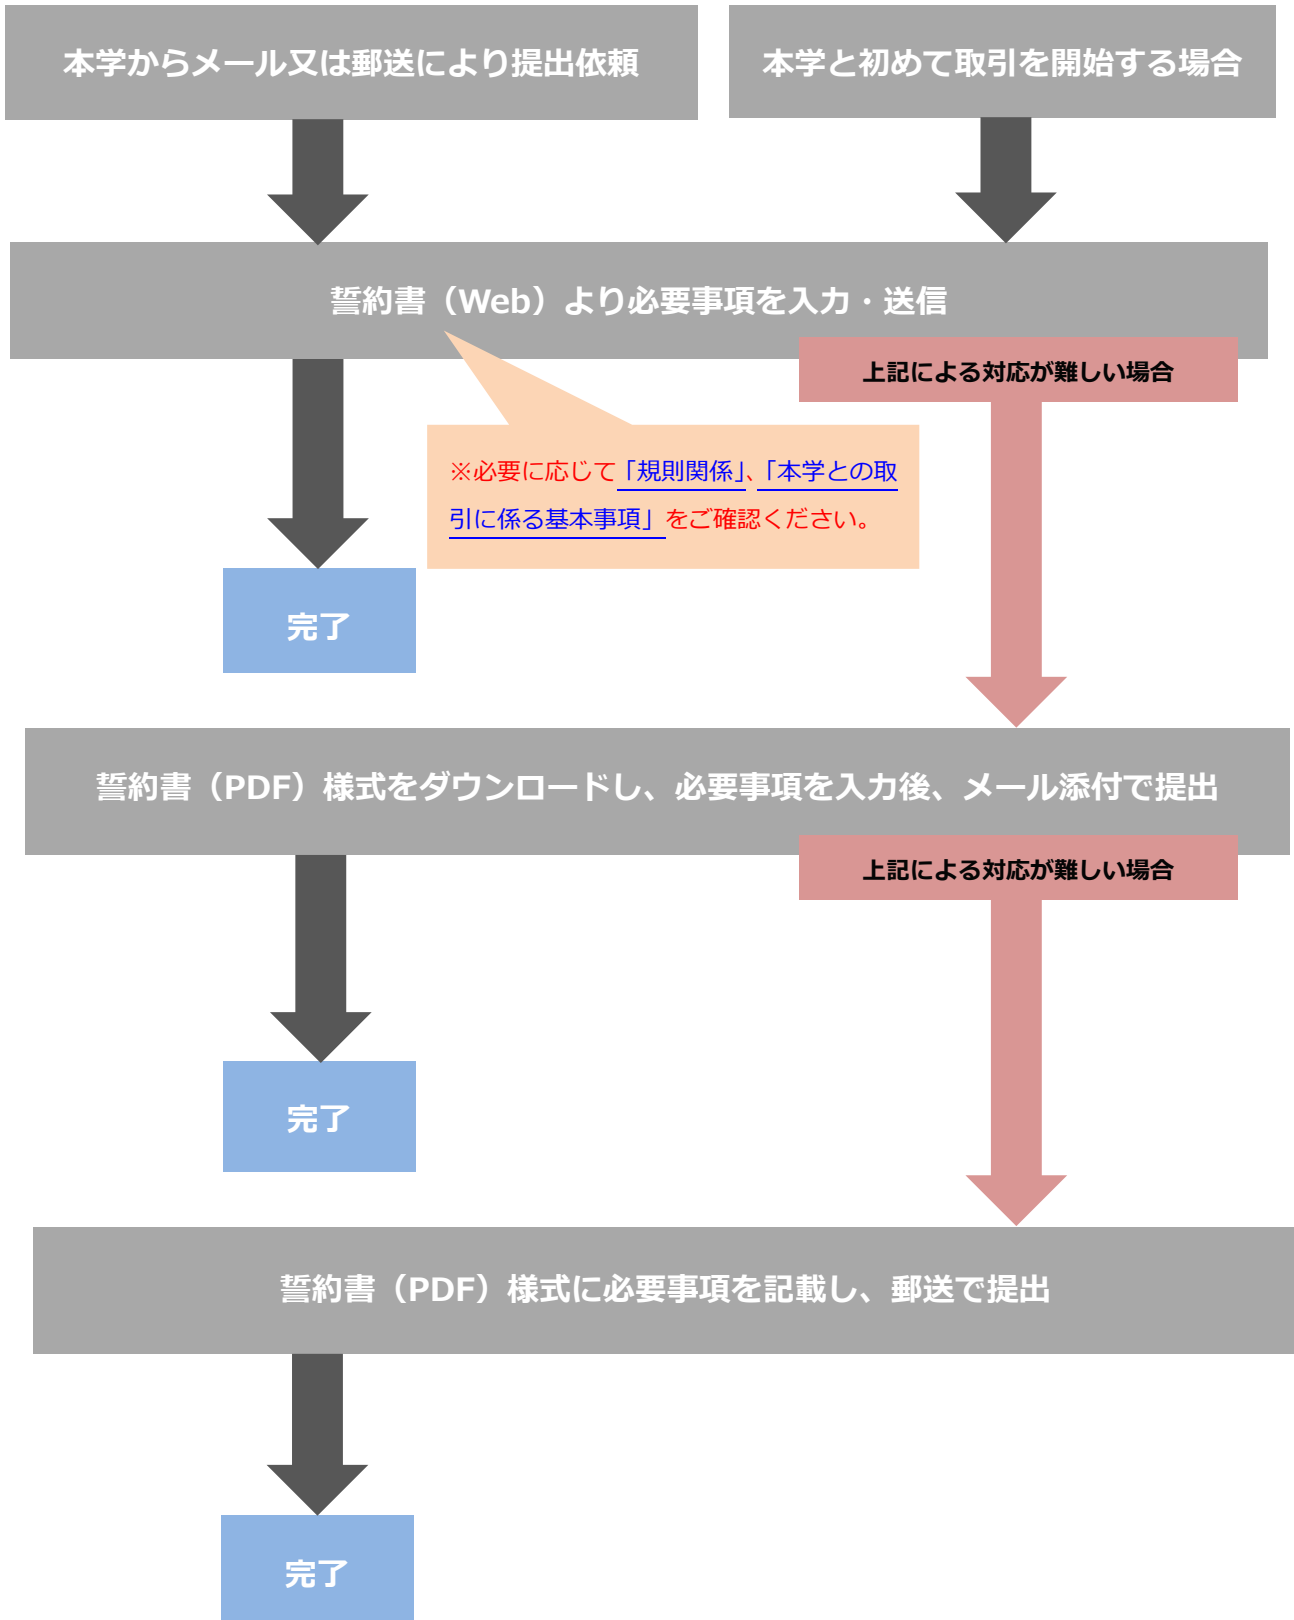 本学からメール又は郵送により提出依頼
本学と初めて取引を開始する場合
誓約書（Web）より必要事項を入力・送信
上記による対応が難しい場合
※必要に応じて「規則関係」、「本学との取
引に係る基本事項」をご確認ください。
完了
誓約書（PDF）様式をダウンロードし、必要事項を入力後、メール添付で提出
上記による対応が難しい場合
完了
誓約書（PDF）様式に必要事項を記載し、郵送で提出
完了